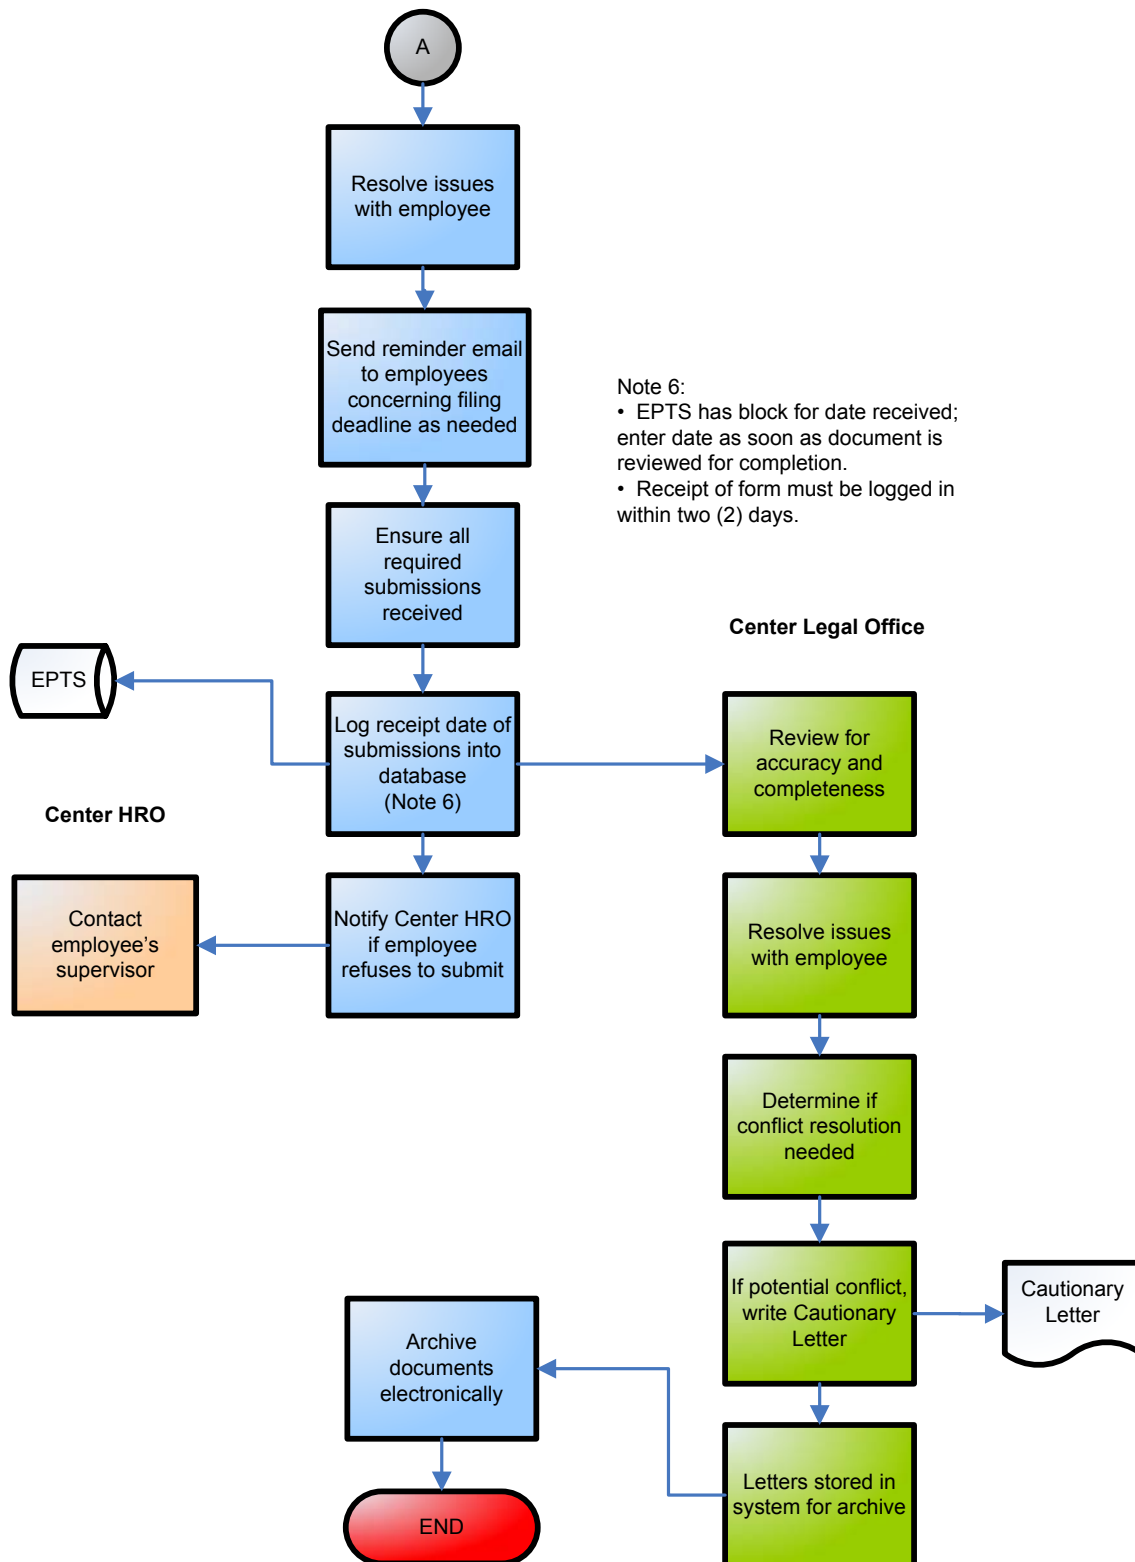 A
Resolve issues
with employee
Send reminder email
to employees
concerning filing
deadline as needed
Note 6:
• EPTS has block for date received;
enter date as soon as document is
reviewed for completion.
• Receipt of form must be logged in
within two (2) days.
Ensure all
required
submissions
received
Center Legal Office
EPTS
Log receipt date of
submissions into
database
(Note 6)
Review for
accuracy and
completeness
Center HRO
Contact
employee’s
supervisor
Notify Center HRO
if employee
refuses to submit
Resolve issues
with employee
Determine if
conflict resolution
needed
If potential conflict,
write Cautionary
Letter
Cautionary
Letter
Archive
documents
electronically
Letters stored in
system for archive
END